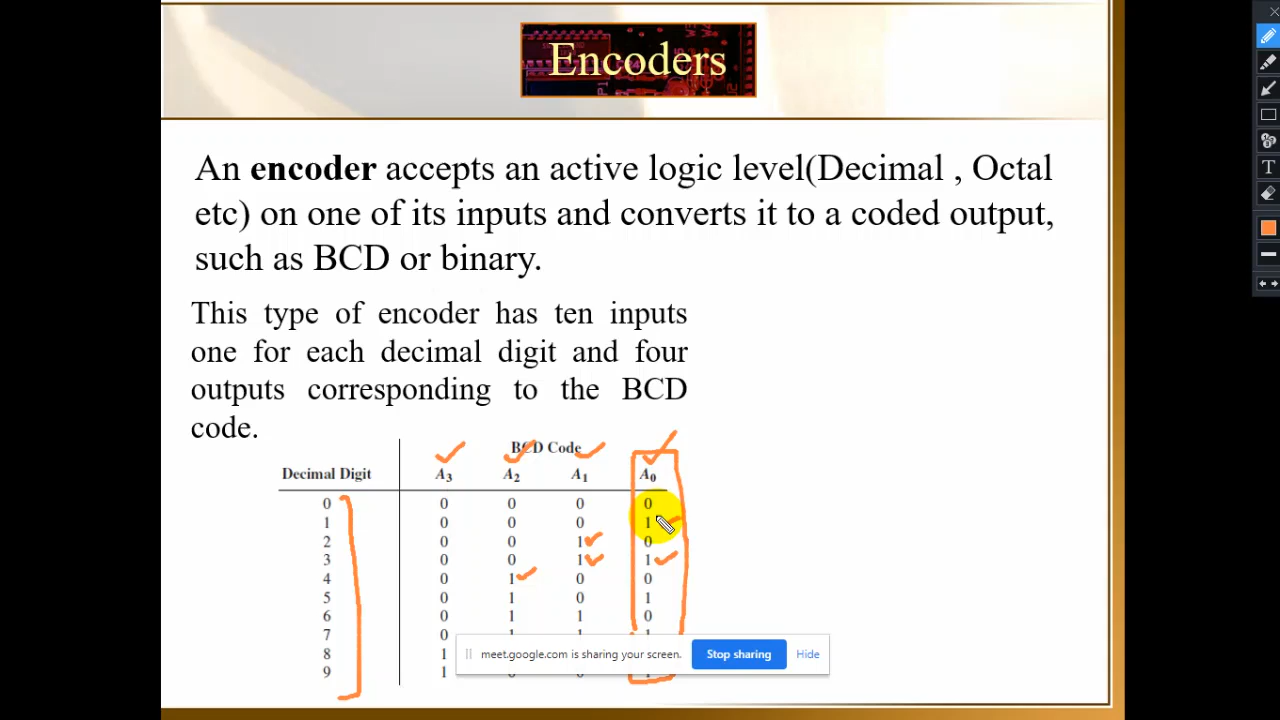 Encoders
An encoder accepts an active logic level(Decimal , Octal
etc) on one of its inputs and converts it to a coded output,
such as BCD or binary.
This type of encoder has ten inputs
one for each decimal digit and four
outputs corresponding to the BCD
code.
BCD Code
Decimal Digit A3 A2 A1 A0
0 0 0 0 0
1 0 0 0 1
2 0 0 1 0
3 0 0 1 1
4 0 1 0 0
5 0 1 0 1
6 0 1 1 0
7 0
8 1
9 1
meet.google.com is sharing your screen. Stop sharing Hide
T